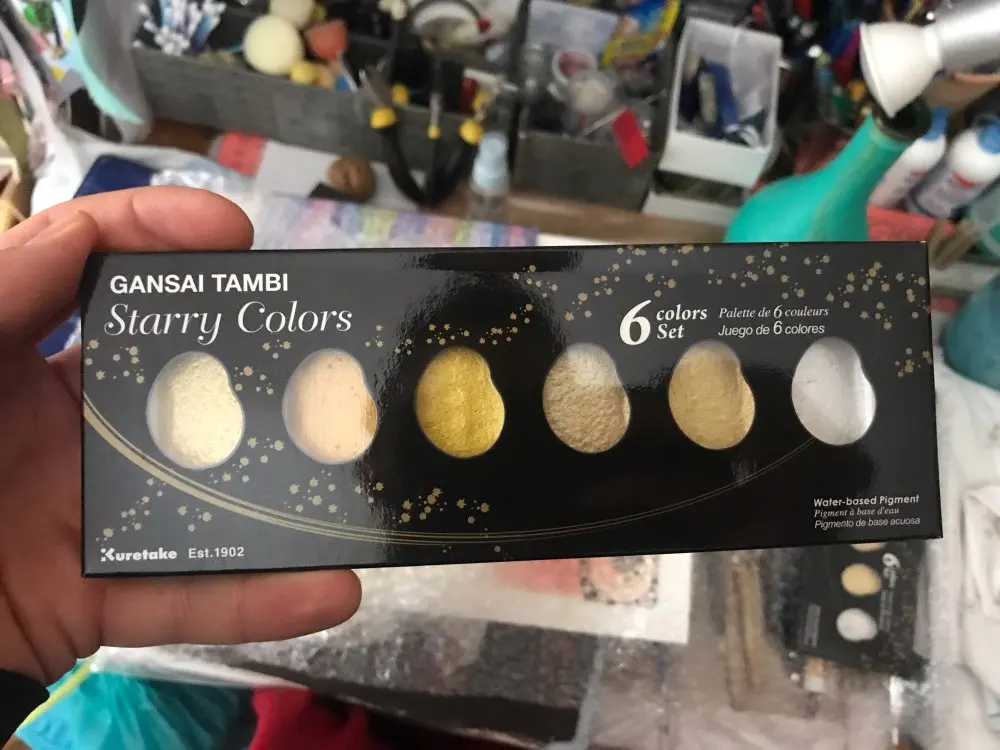 GANSAI TAMBI
Starry Colors
6 colors Set
Palette de 6 couleurs
Juego de 6 colores
Water-based Pigment
Pigment à base d'eau
Pigmento de base acuosa
Kuretake Est.1902
6